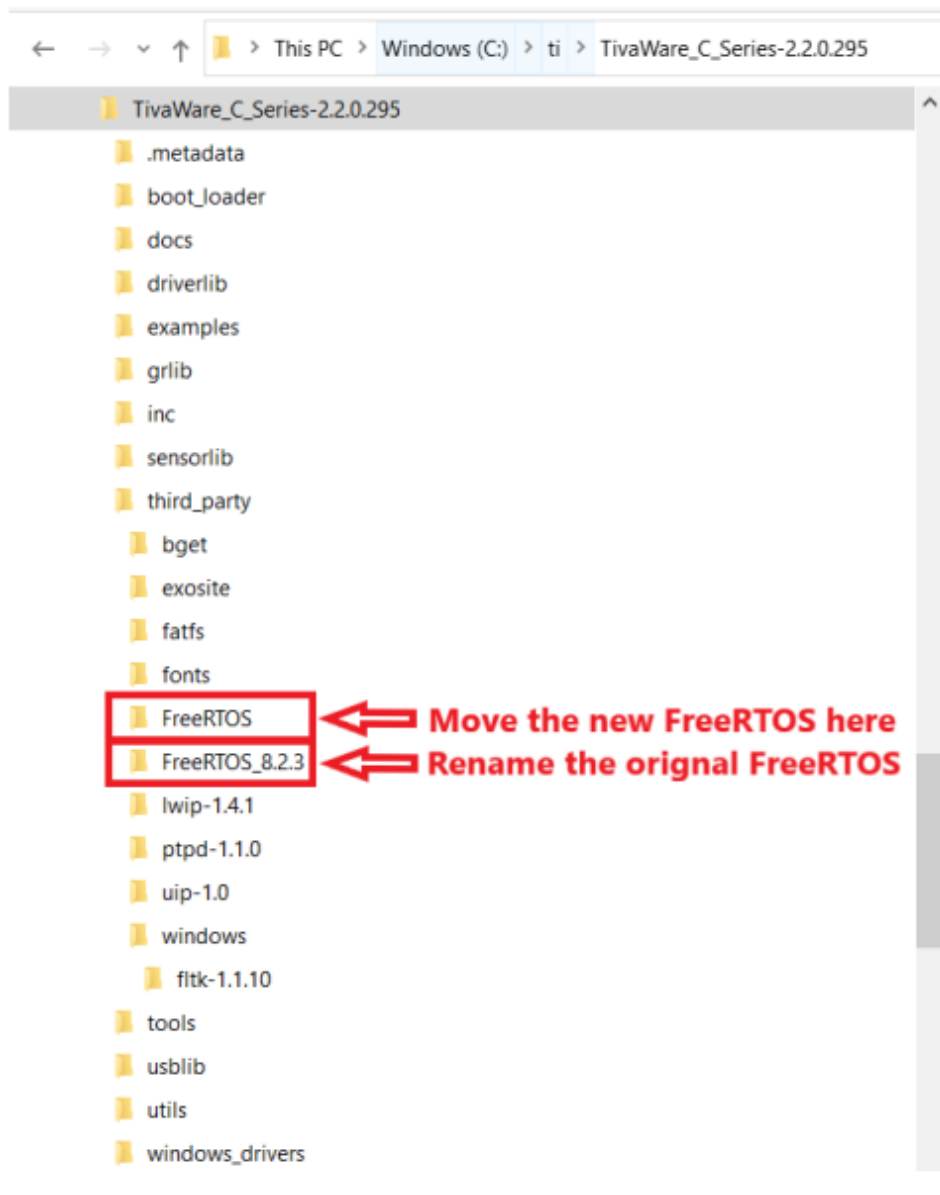 This PC > Windows (C:) > ti > TivaWare_C_Series-2.2.0.295
TivaWare_C_Series-2.2.0.295
.metadata
boot_loader
docs
driverlib
examples
grlib
inc
sensorlib
third_party
bget
exosite
fatfs
fonts
FreeRTOS Move the new FreeRTOS here
FreeRTOS_8.2.3 Rename the orignal FreeRTOS
lwip-1.4.1
ptpd-1.1.0
uip-1.0
windows
fltk-1.1.10
tools
usblib
utils
windows_drivers